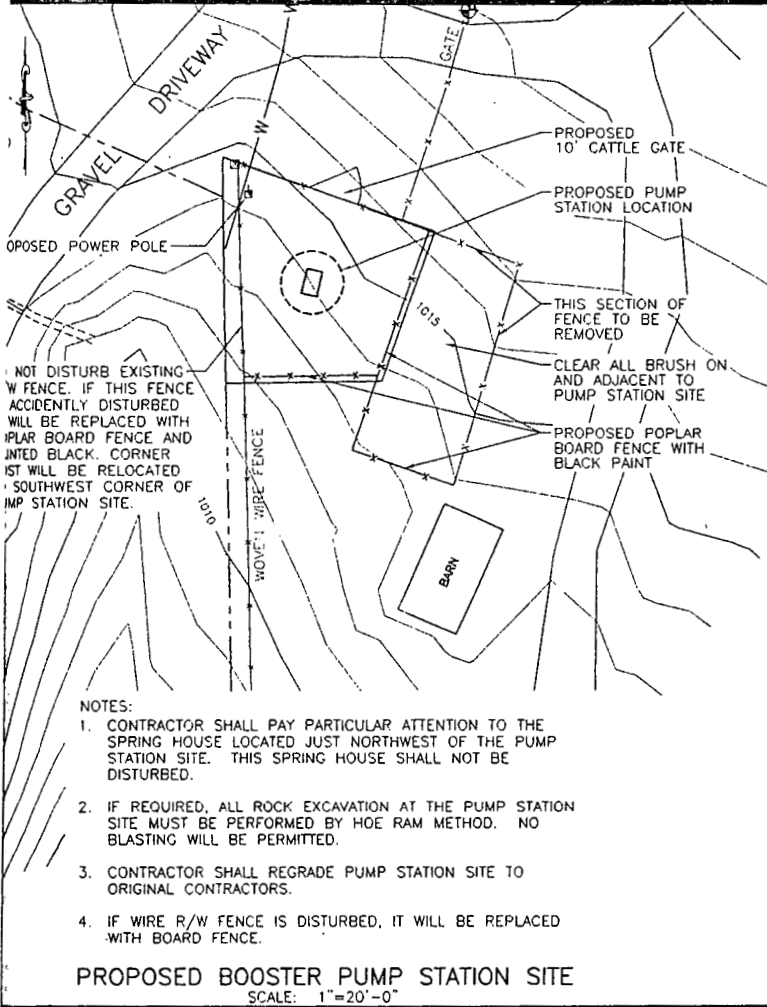 GATE
W
GRAVEL DRIVEWAY
W
PROPOSED
10' CATTLE GATE
PROPOSED PUMP
STATION LOCATION
OPOSED POWER POLE
1015
THIS SECTION OF
FENCE TO BE
REMOVED
CLEAR ALL BRUSH ON
AND ADJACENT TO
PUMP STATION SITE
PROPOSED POPLAR
BOARD FENCE WITH
BLACK PAINT
NOT DISTURB EXISTING
W FENCE. IF THIS FENCE
ACCIDENTLY DISTURBED
WILL BE REPLACED WITH
PLAR BOARD FENCE AND
INTED BLACK. CORNER
ST WILL BE RELOCATED
SOUTHWEST CORNER OF
MP STATION SITE.
1010
WOVEN WIRE FENCE
BARN
NOTES:
1. CONTRACTOR SHALL PAY PARTICULAR ATTENTION TO THE
SPRING HOUSE LOCATED JUST NORTHWEST OF THE PUMP
STATION SITE. THIS SPRING HOUSE SHALL NOT BE
DISTURBED.
2. IF REQUIRED, ALL ROCK EXCAVATION AT THE PUMP STATION
SITE MUST BE PERFORMED BY HOE RAM METHOD. NO
BLASTING WILL BE PERMITTED.
3. CONTRACTOR SHALL REGRADE PUMP STATION SITE TO
ORIGINAL CONTRACTORS.
4. IF WIRE R/W FENCE IS DISTURBED, IT WILL BE REPLACED
WITH BOARD FENCE.
PROPOSED BOOSTER PUMP STATION SITE
SCALE: 1"=20'-0"